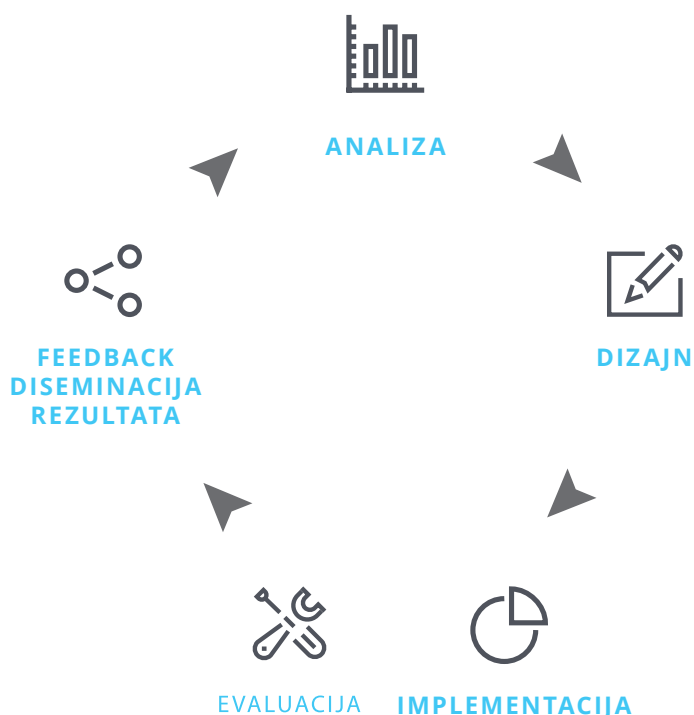 ANALIZA
DIZAJN
IMPLEMENTACIJA
EVALUACIJA
FEEDBACK
DISEMINACIJA
REZULTATA